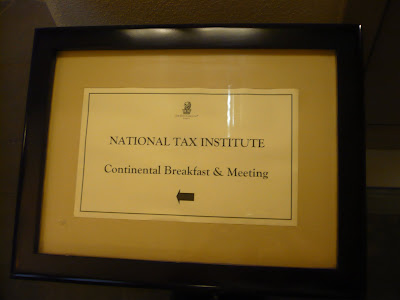 NATIONAL TAX INSTITUTE
Continental Breakfast & Meeting